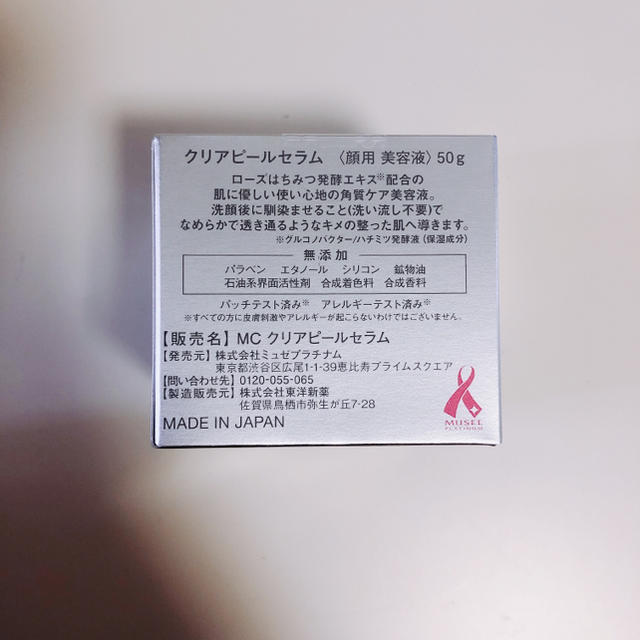 クリアピールセラム 〈顔用 美容液〉50g
ローズはちみつ発酵エキス※配合の
肌に優しい使い心地の角質ケア美容液。
洗顔後に馴染ませること(洗い流し不要)で
なめらかで透き通るようなキメの整った肌へ導きます。
※グルコノバクター/ハチミツ発酵液 (保湿成分)
無添加
パラベン エタノール シリコン 鉱物油
石油系界面活性剤 合成着色料 合成香料
パッチテスト済み※ アレルギーテスト済み※
※すべての方に皮膚刺激やアレルギーが起こらないわけではございません。
【販売名】MC クリアピールセラム
【発売元】株式会社ミュゼプラチナム
東京都渋谷区広尾1-1-39恵比寿プライムスクエア
【問い合わせ先】0120-055-065
【製造販売元】株式会社東洋新薬
佐賀県鳥栖市弥生が丘7-28
MADE IN JAPAN
MUSEE
PLATINUM